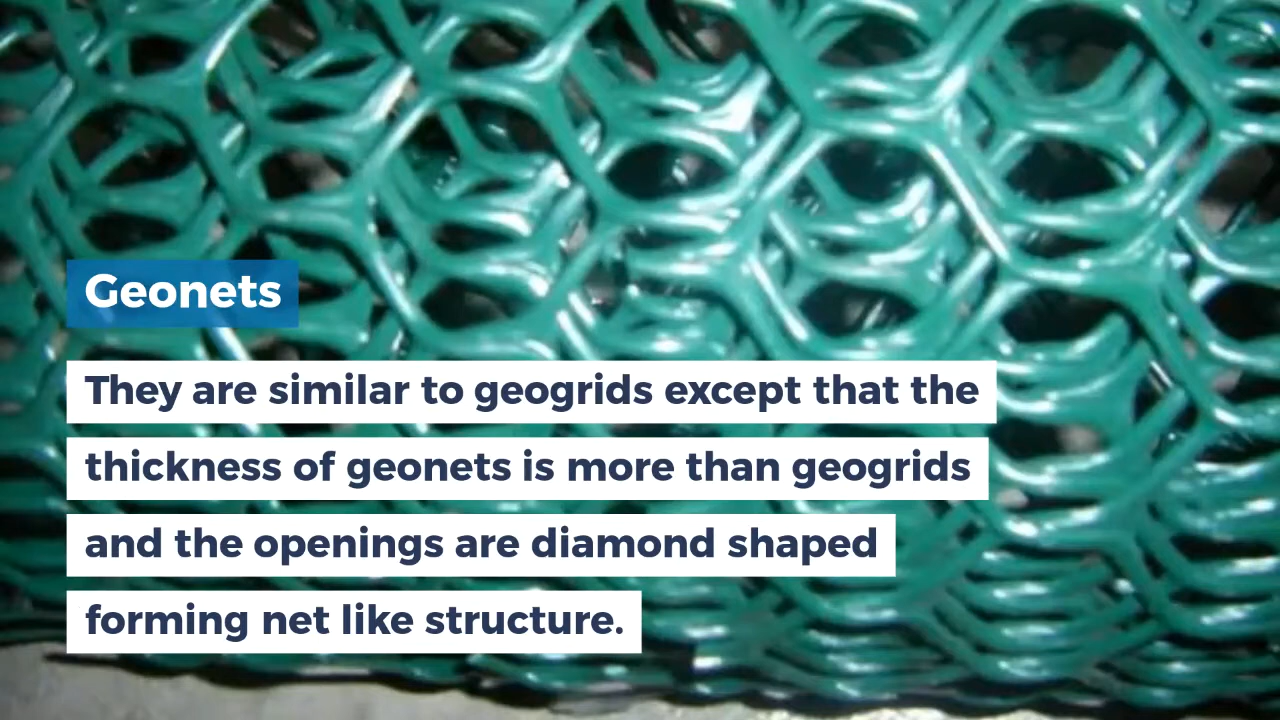 Geonets
They are similar to geogrids except that the
thickness of geonets is more than geogrids
and the openings are diamond shaped
forming net like structure.